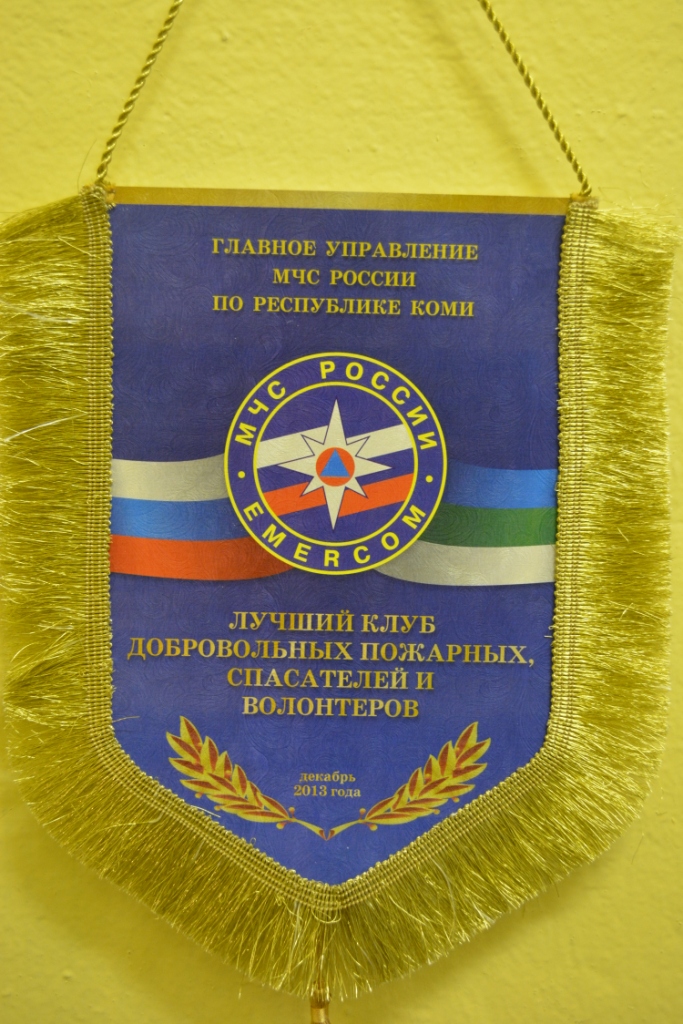 ГЛАВНОЕ УПРАВЛЕНИЕ
МЧС РОССИИ
ПО РЕСПУБЛИКЕ КОМИ
МЧС РОССИИ
EMERCOM
ЛУЧШИЙ КЛУБ
ДОБРОВОЛЬНЫХ ПОЖАРНЫХ,
СПАСАТЕЛЕЙ И
ВОЛОНТЕРОВ
декабрь
2013 года